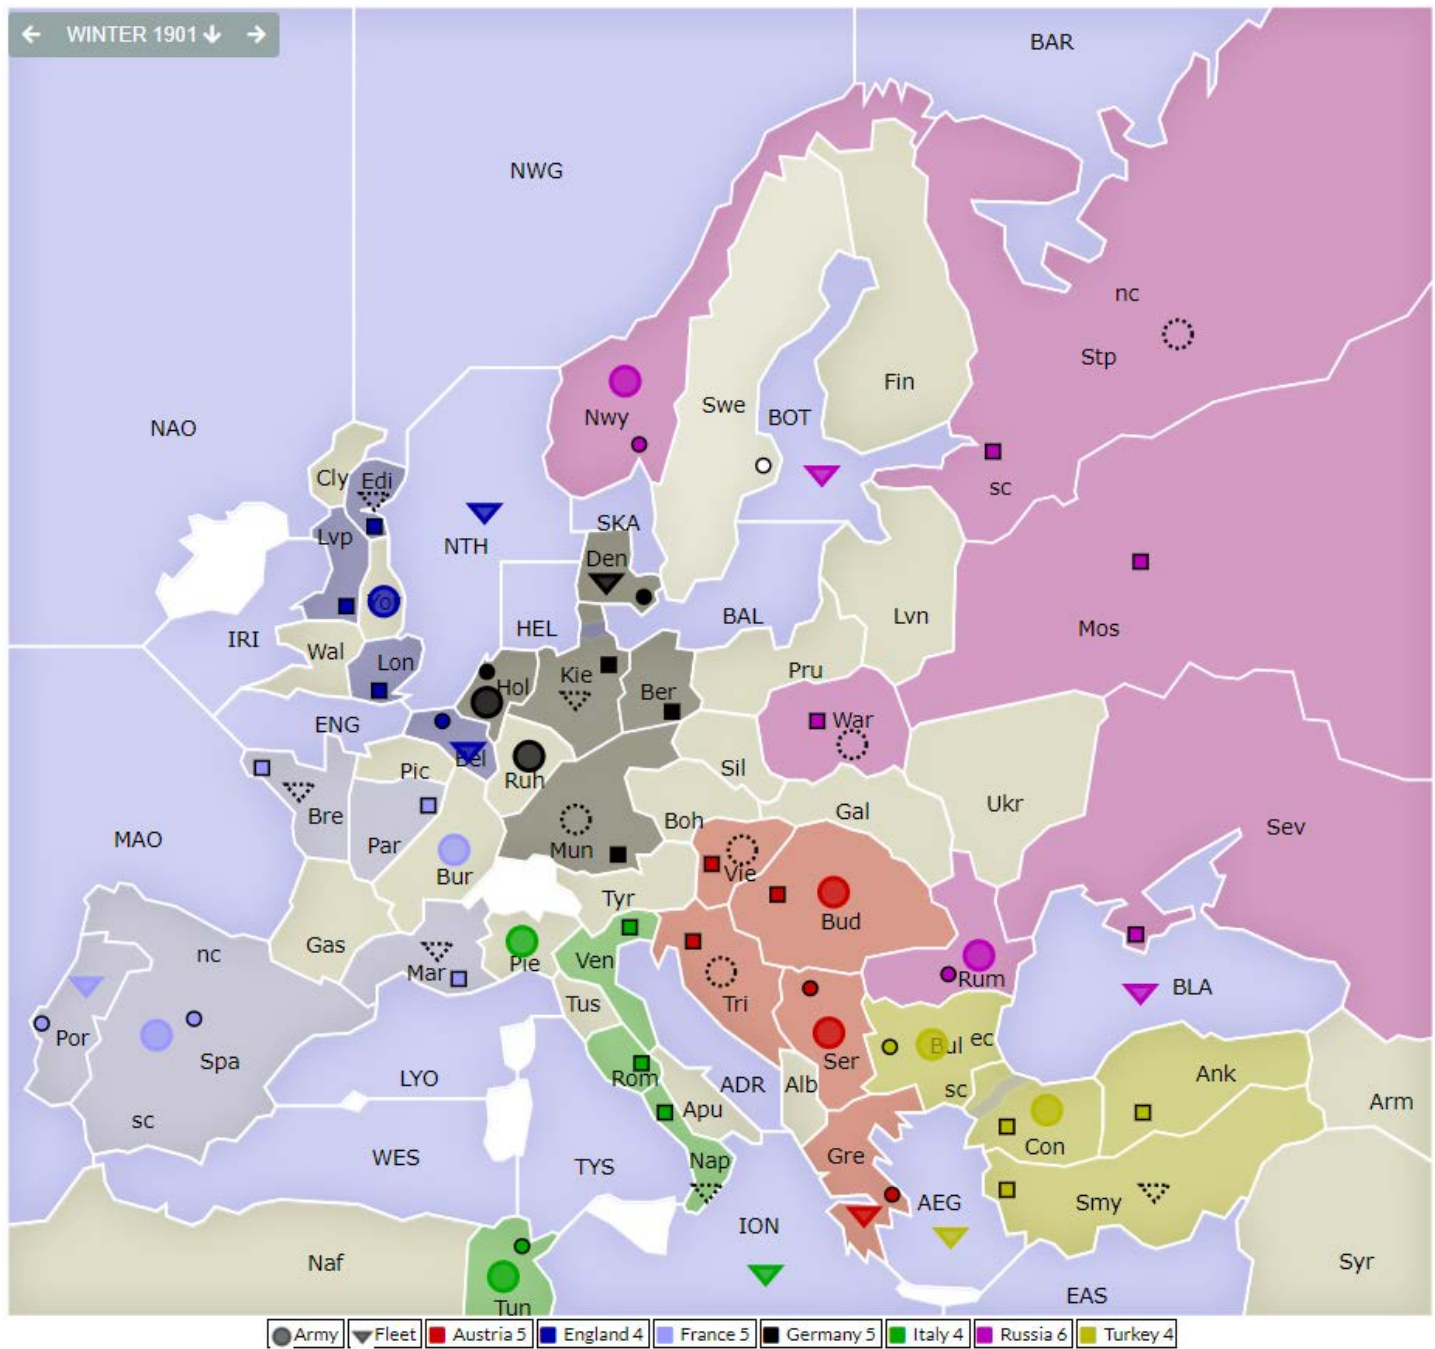 ← WINTER 1901 ↓ →
BAR
NWG
nc
Stp
Fin
Swe
BOT
Nwy
NAO
Cly
Edi
sc
SKA
Lvp
NTH
Den
Yor
HEL
BAL
Lvn
Mos
IRI
Wal
Lon
Kie
Pru
Hol
Ber
ENG
War
Bel
Pic
Ruh
Sil
Ukr
Bre
Gal
Boh
Sev
MAO
Par
Mun
Vie
Bur
Tyr
Bud
Gas
nc
Ven
Pie
Mar
Rum
BLA
Tus
Tri
Por
Spa
Ser
Bul
ec
LYO
Rom
ADR
Alb
sc
Ank
Apu
Arm
sc
Con
WES
TYS
Nap
Gre
AEG
Smy
ION
Naf
Syr
EAS
Tun
Army Fleet Austria 5 England 4 France 5 Germany 5 Italy 4 Russia 6 Turkey 4